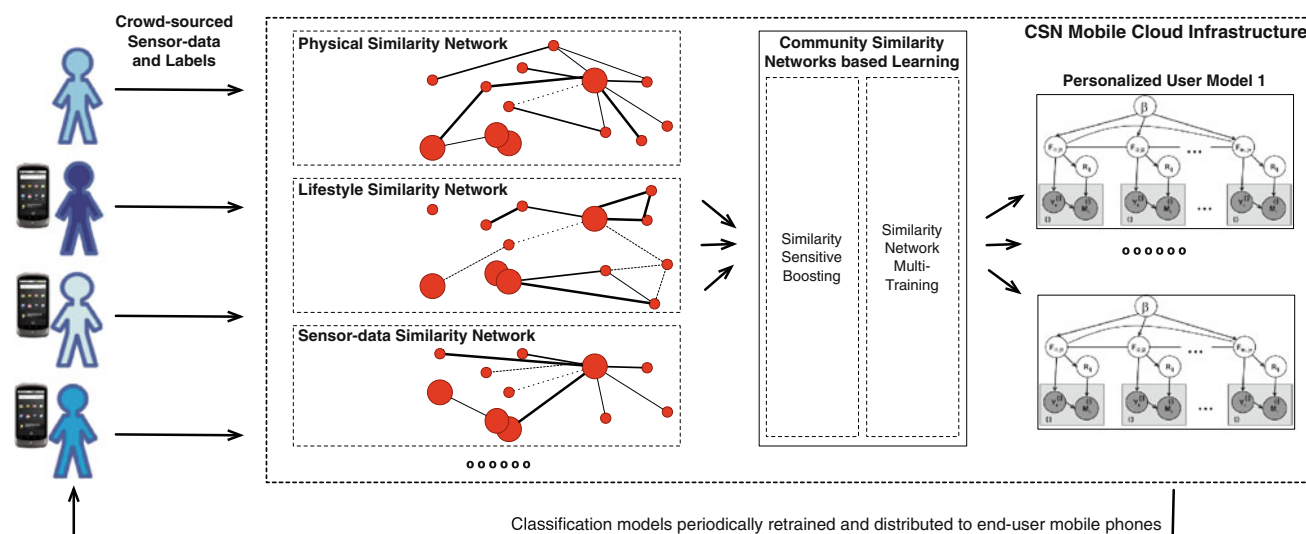 Crowd-sourced
Sensor-data
and Labels
Physical Similarity Network
Lifestyle Similarity Network
Sensor-data Similarity Network
oooooo
Community Similarity
Networks based Learning
Similarity
Sensitive
Boosting
Similarity
Network
Multi-
Training
CSN Mobile Cloud Infrastructure
Personalized User Model 1
β
...
...
oooooo
β
...
...
Classification models periodically retrained and distributed to end-user mobile phones